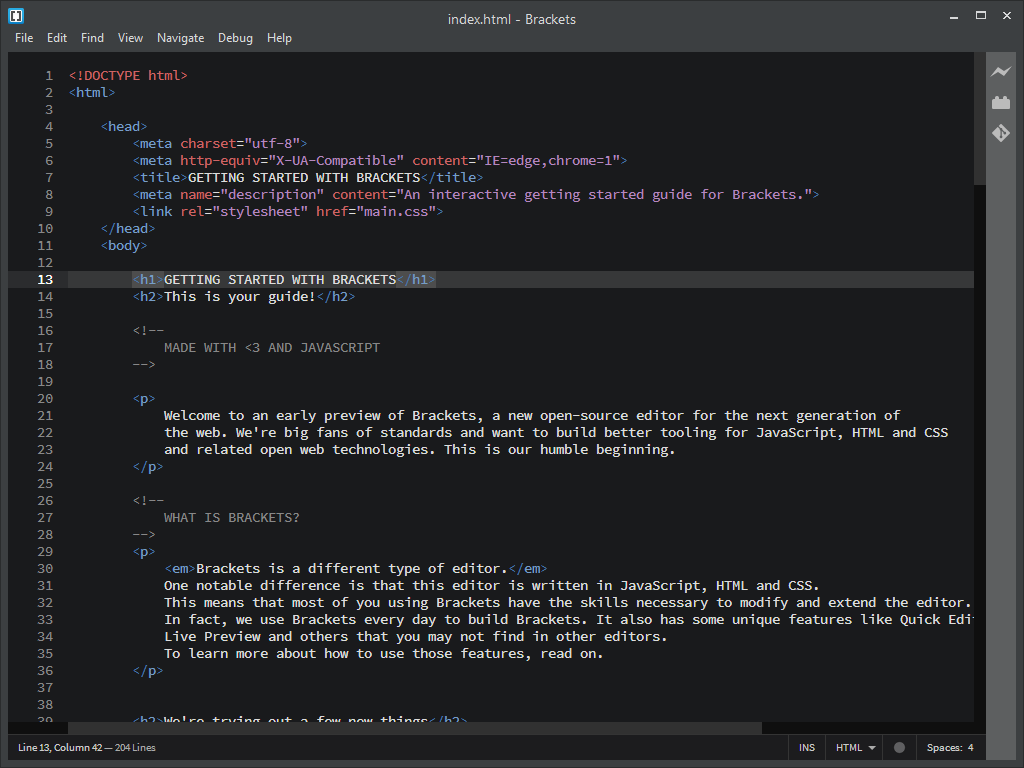 index.html - Brackets
File Edit Find View Navigate Debug Help
1 <!DOCTYPE html>
2 <html>
3
4 <head>
5 <meta charset="utf-8">
6 <meta http-equiv="X-UA-Compatible" content="IE=edge,chrome=1">
7 <title>GETTING STARTED WITH BRACKETS</title>
8 <meta name="description" content="An interactive getting started guide for Brackets.">
9 <link rel="stylesheet" href="main.css">
10 </head>
11 <body>
12
13 <h1>GETTING STARTED WITH BRACKETS</h1>
14 <h2>This is your guide!</h2>
15
16 <!--
17 MADE WITH <3 AND JAVASCRIPT
18 -->
19
20 <p>
21 Welcome to an early preview of Brackets, a new open-source editor for the next generation of
22 the web. We're big fans of standards and want to build better tooling for JavaScript, HTML and CSS
23 and related open web technologies. This is our humble beginning.
24 </p>
25
26 <!--
27 WHAT IS BRACKETS?
28 -->
29 <p>
30 <em>Brackets is a different type of editor.</em>
31 One notable difference is that this editor is written in JavaScript, HTML and CSS.
32 This means that most of you using Brackets have the skills necessary to modify and extend the editor.
33 In fact, we use Brackets every day to build Brackets. It also has some unique features like Quick Edi
34 Live Preview and others that you may not find in other editors.
35 To learn more about how to use those features, read on.
36 </p>
37
38
39 <h2>We're trying out a few new things</h2>
Line 13, Column 42 — 204 Lines INS HTML Spaces: 4